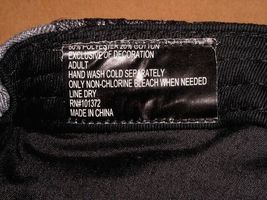 80% POLYESTER 20% COTTON
EXCLUSIVE OF DECORATION
ADULT
HAND WASH COLD SEPARATELY
ONLY NON-CHLORINE BLEACH WHEN NEEDED
LINE DRY
RN#101372
MADE IN CHINA